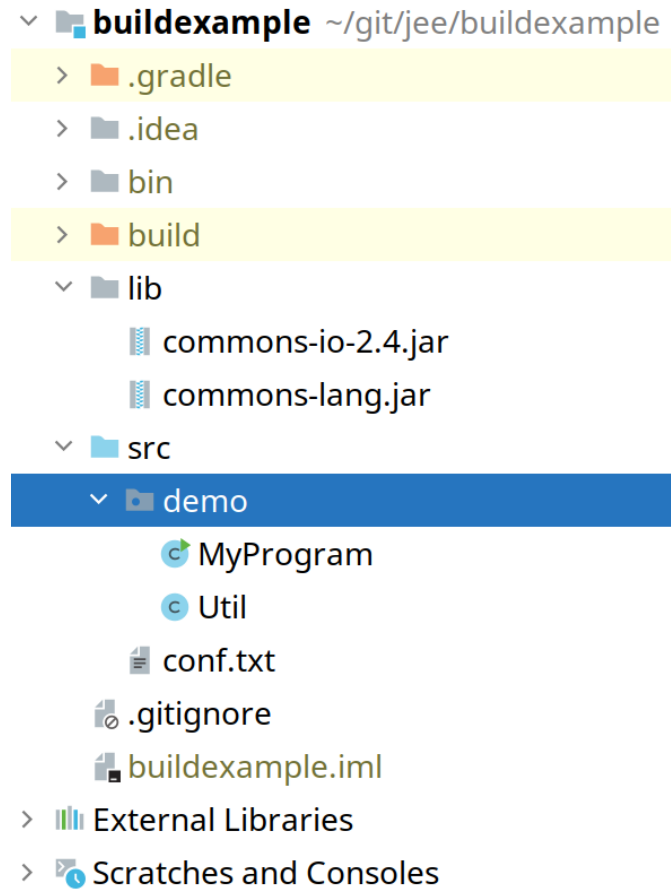 buildexample ~/git/jee/buildexample
.gradle
.idea
bin
build
lib
commons-io-2.4.jar
commons-lang.jar
src
demo
MyProgram
Util
conf.txt
.gitignore
buildexample.iml
External Libraries
Scratches and Consoles